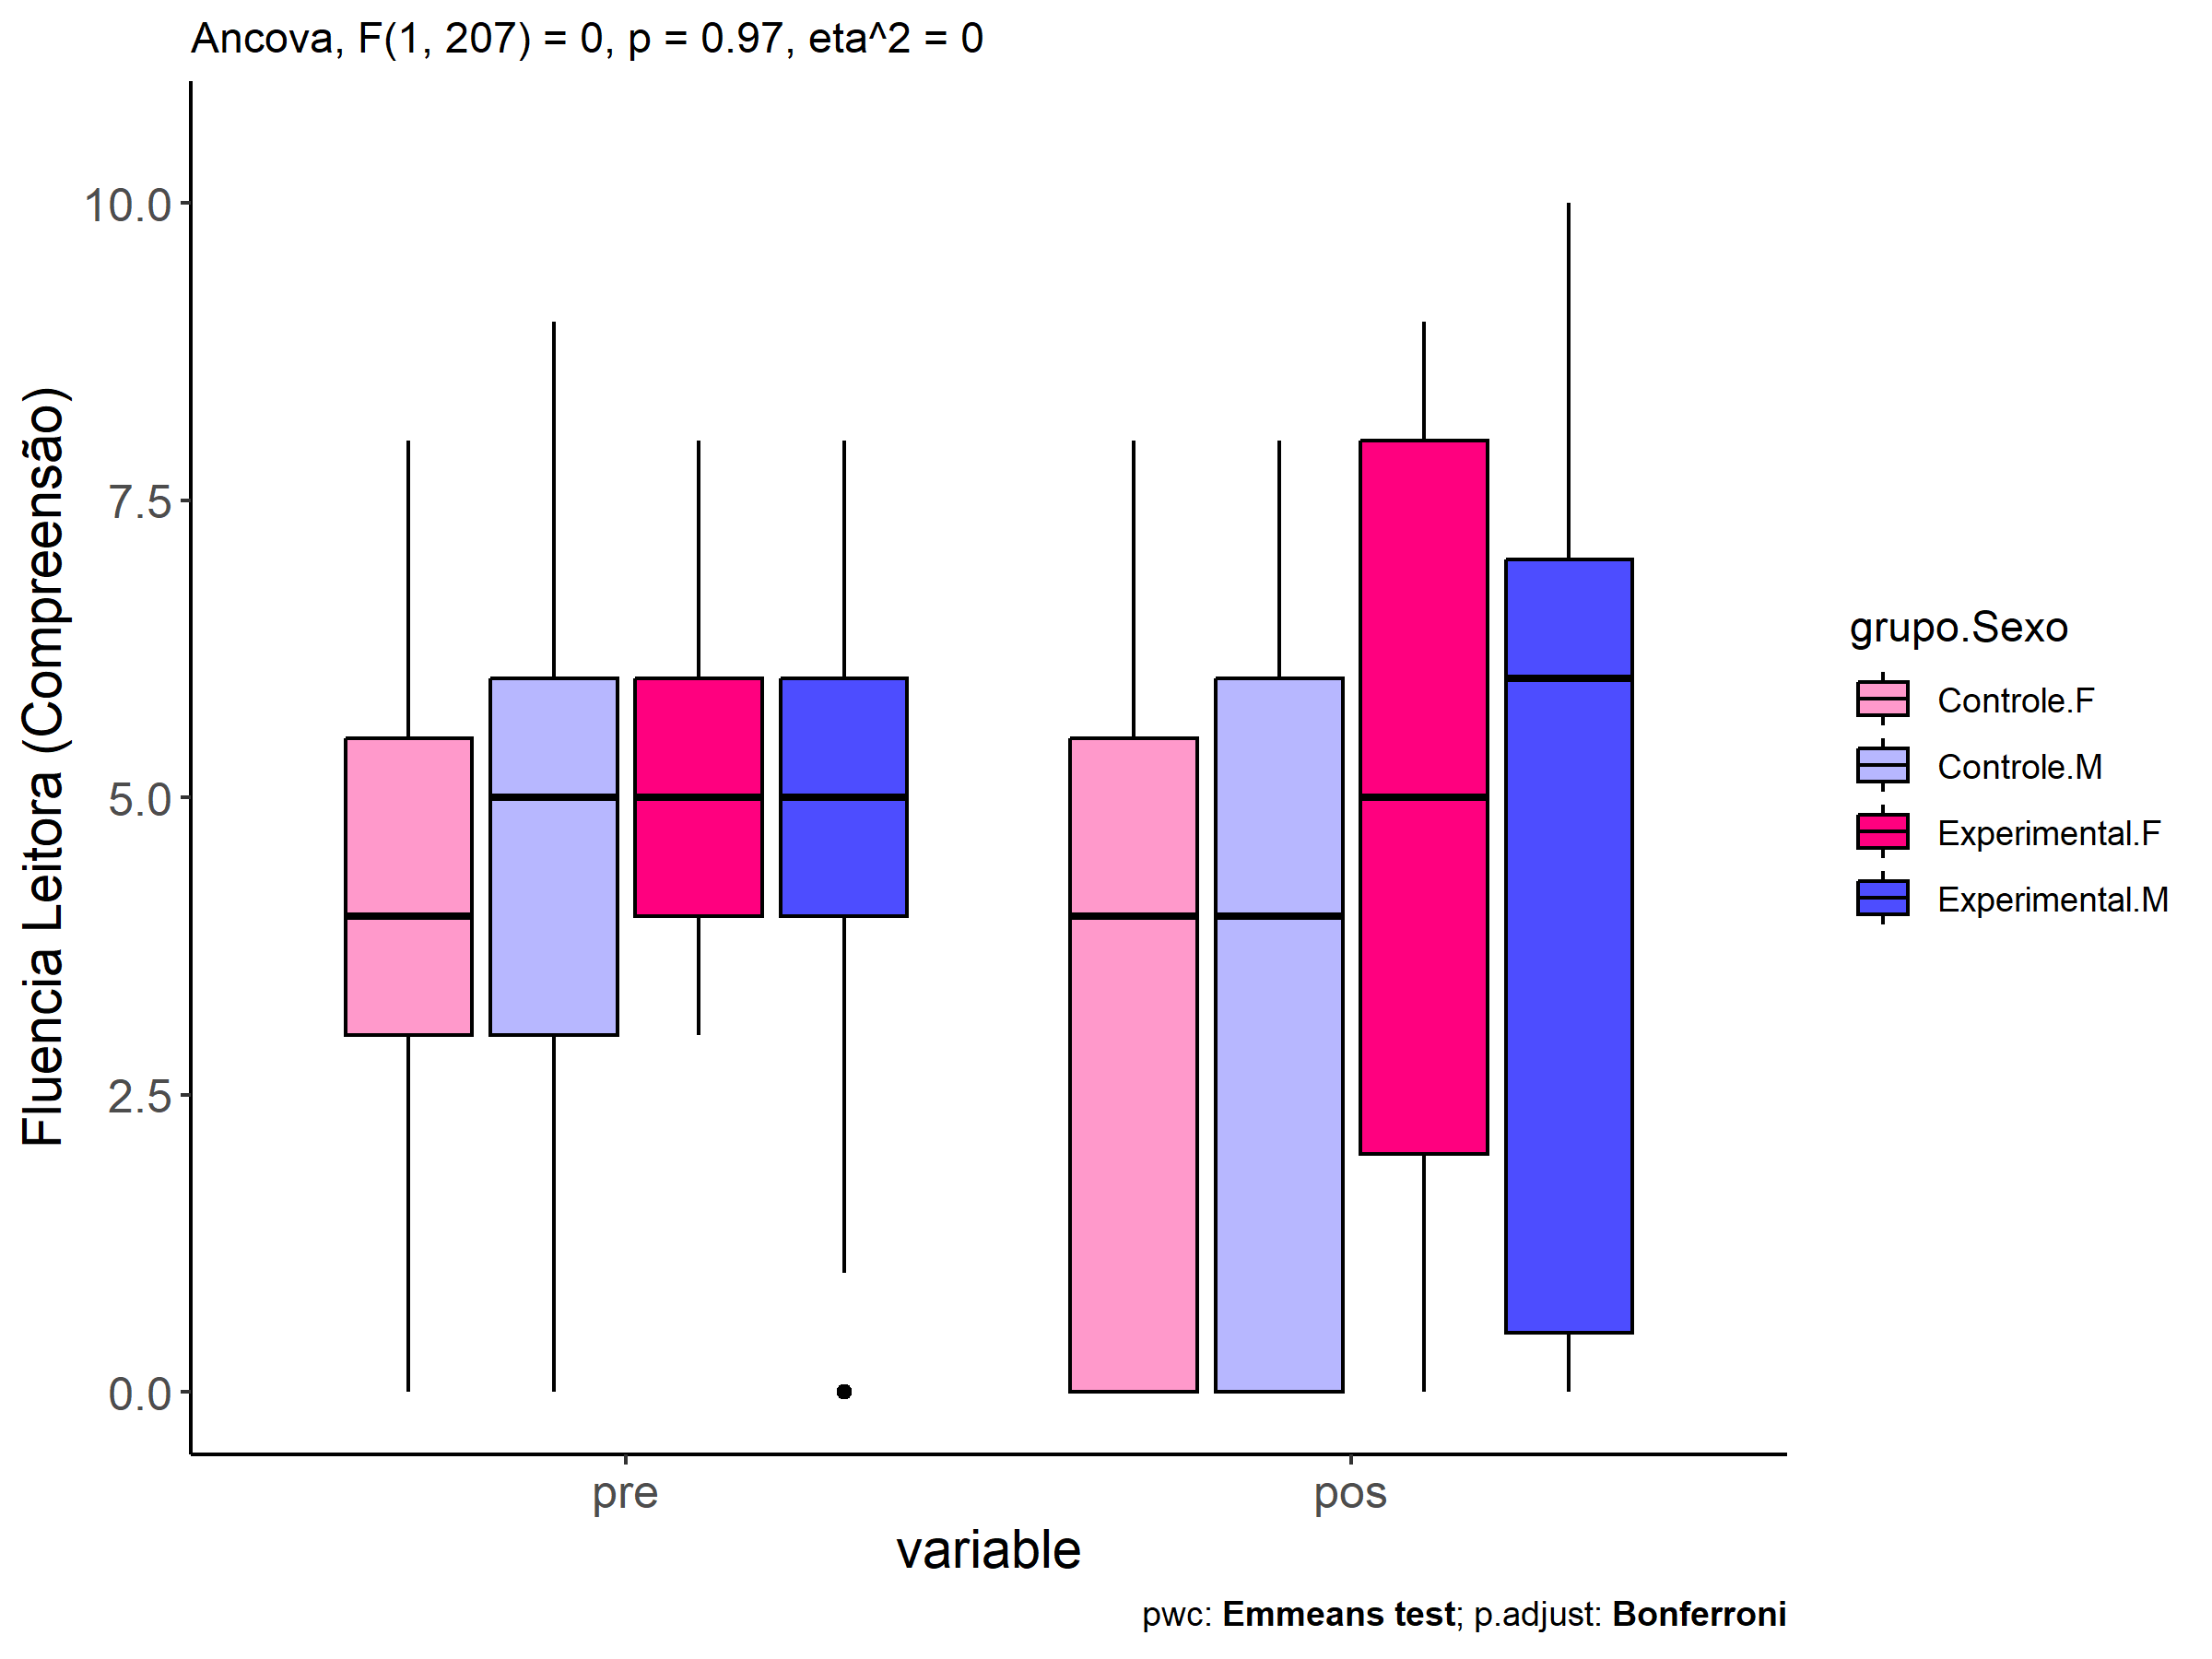 Ancova, F(1, 207) = 0, p = 0.97, eta^2 = 0
Fluencia Leitora (Compreensão)
10.0
7.5
5.0
2.5
0.0
pre
pos
variable
grupo.Sexo
Controle.F
Controle.M
Experimental.F
Experimental.M
pwc: Emmeans test; p.adjust: Bonferroni